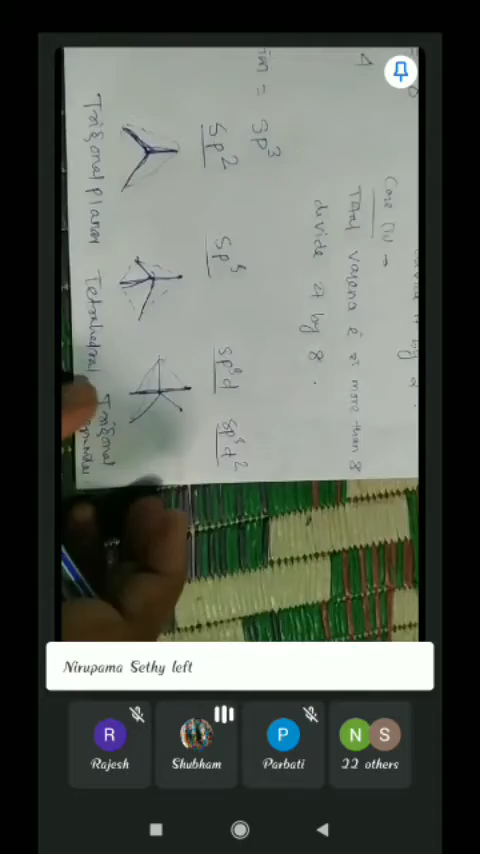 Case IV →
Total valena é is more than 8
divide it by 8.
= Sp³
Sp² Sp³ Sp³d Sp³d²
Trigonal planar Tetrahedral Trigonal
Nirupama Sethy left
R N S P
Rajesh Shubham Parbati 22 others